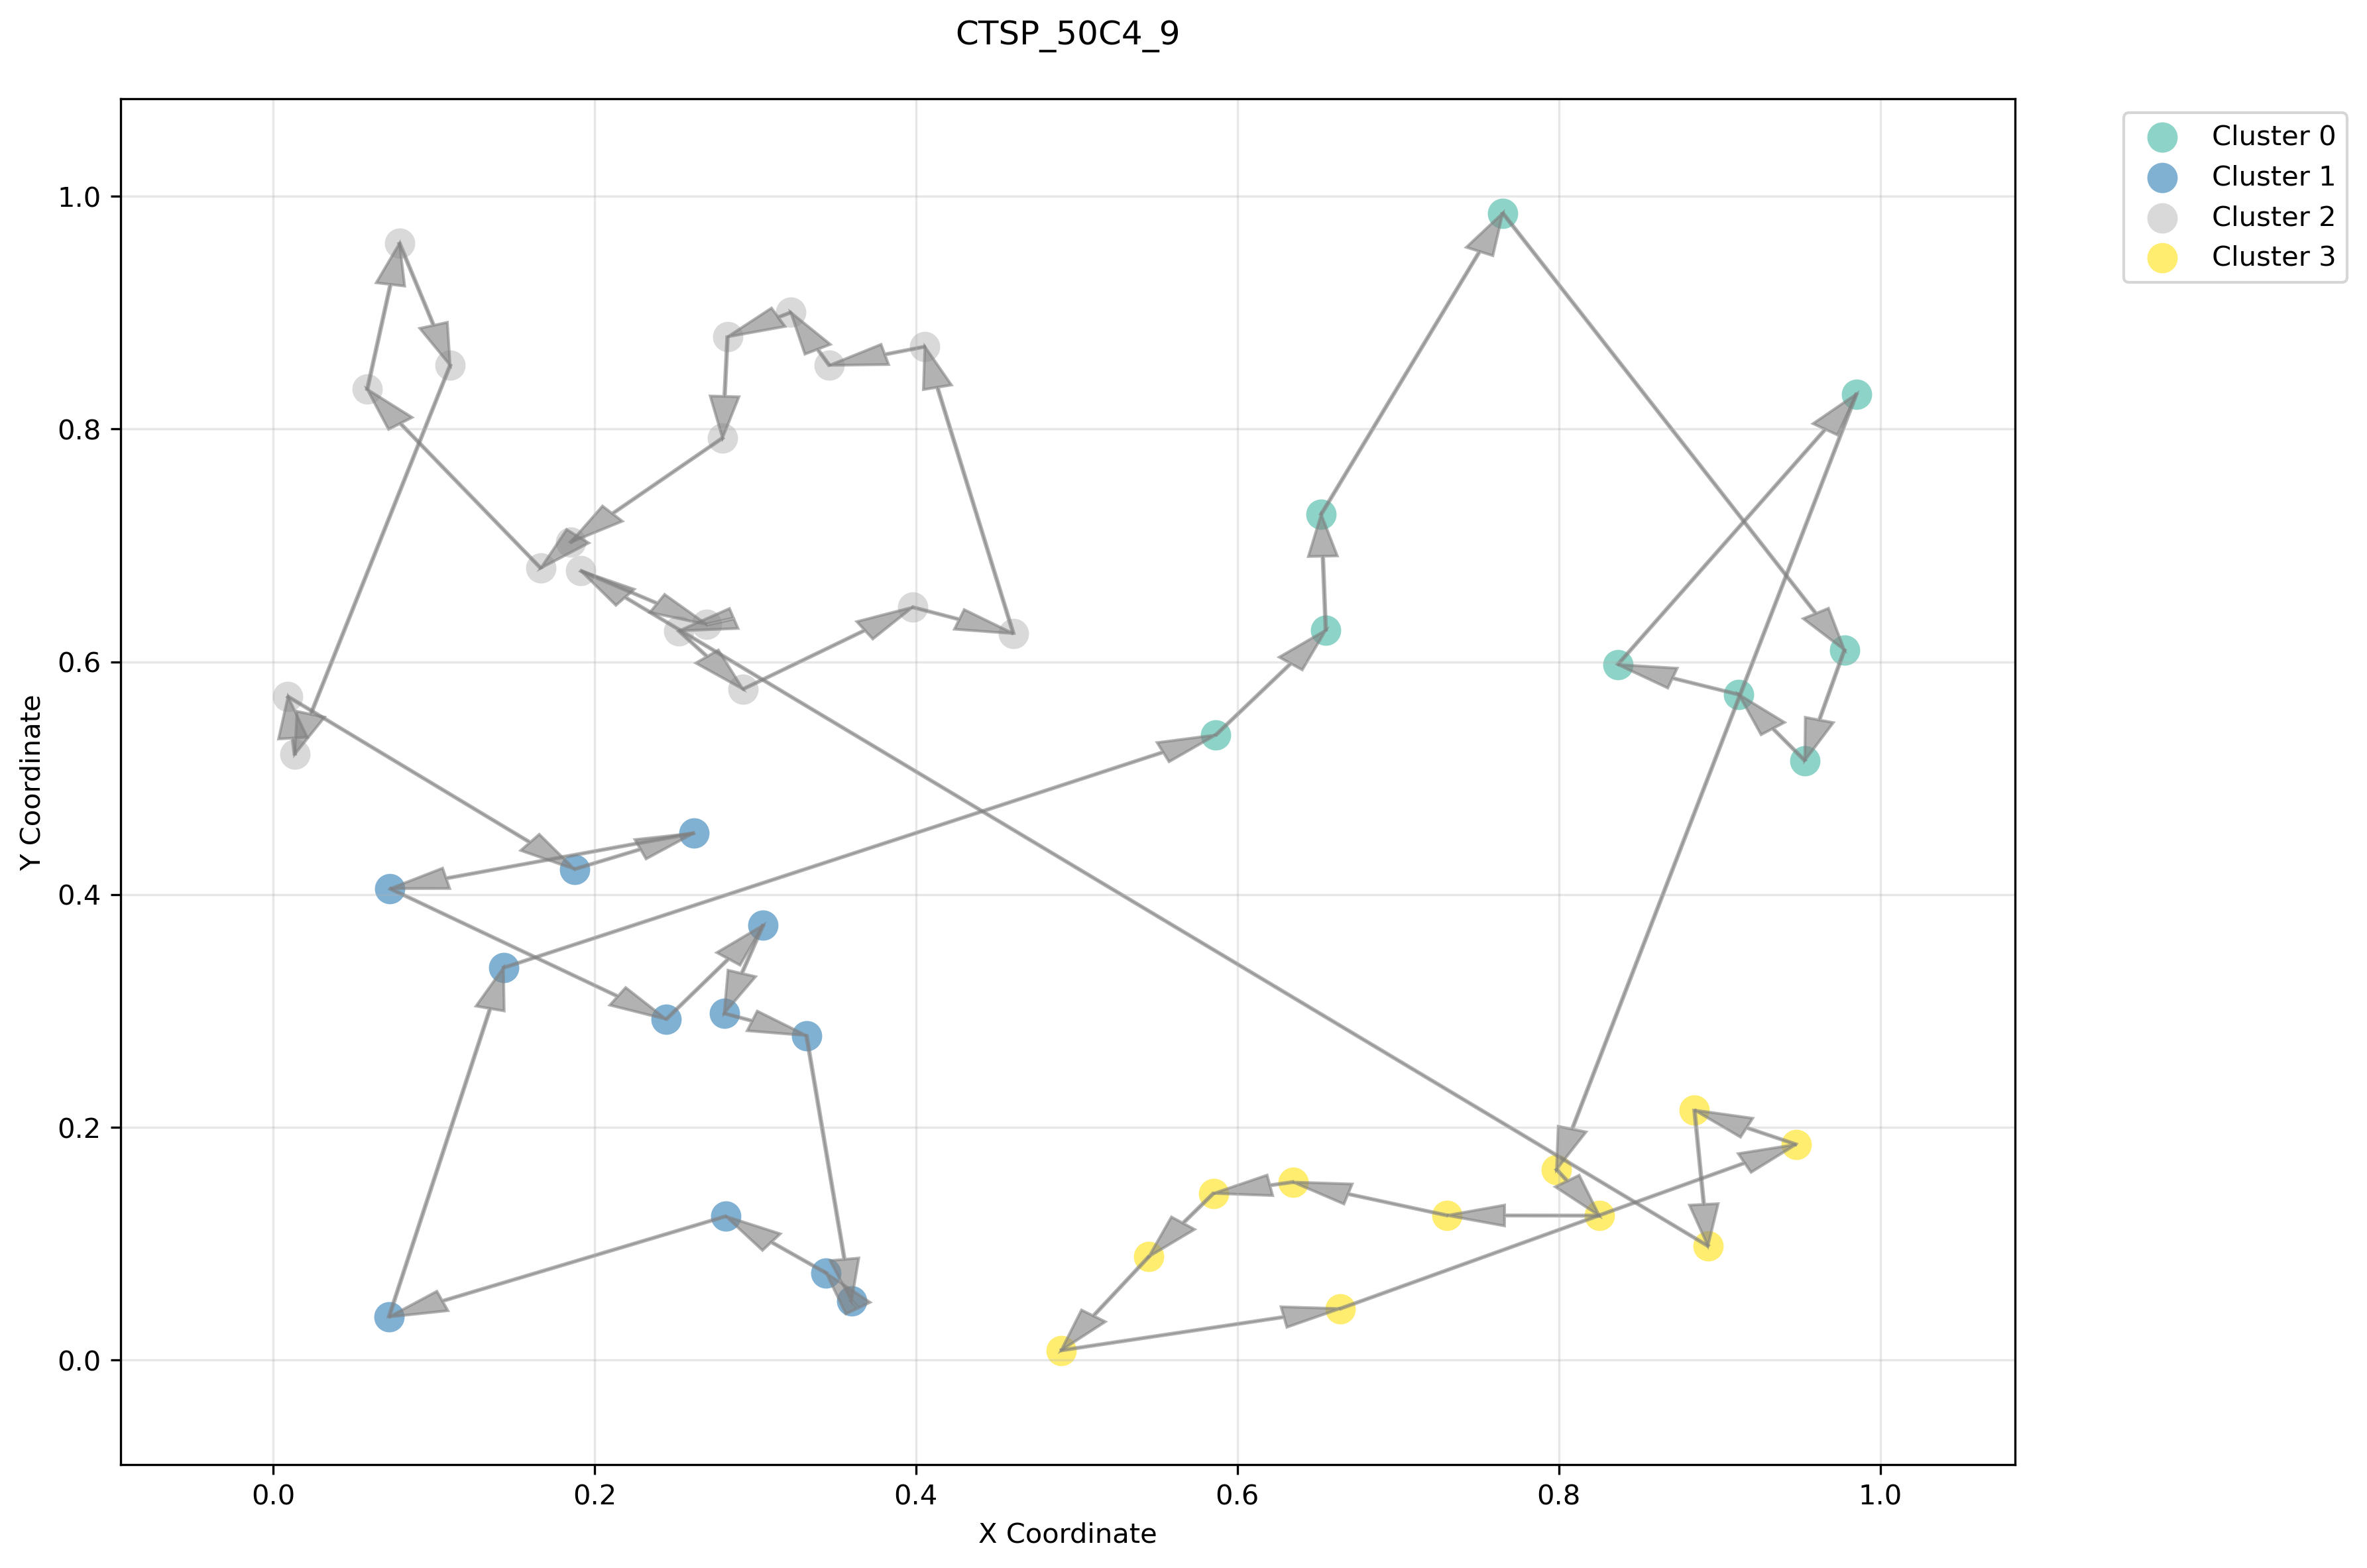 CTSP_50C4_9
Cluster 0
Cluster 1
Cluster 2
Cluster 3
Y Coordinate
1.0
0.8
0.6
0.4
0.2
0.0
0.0 0.2 0.4 0.6 0.8 1.0
X Coordinate